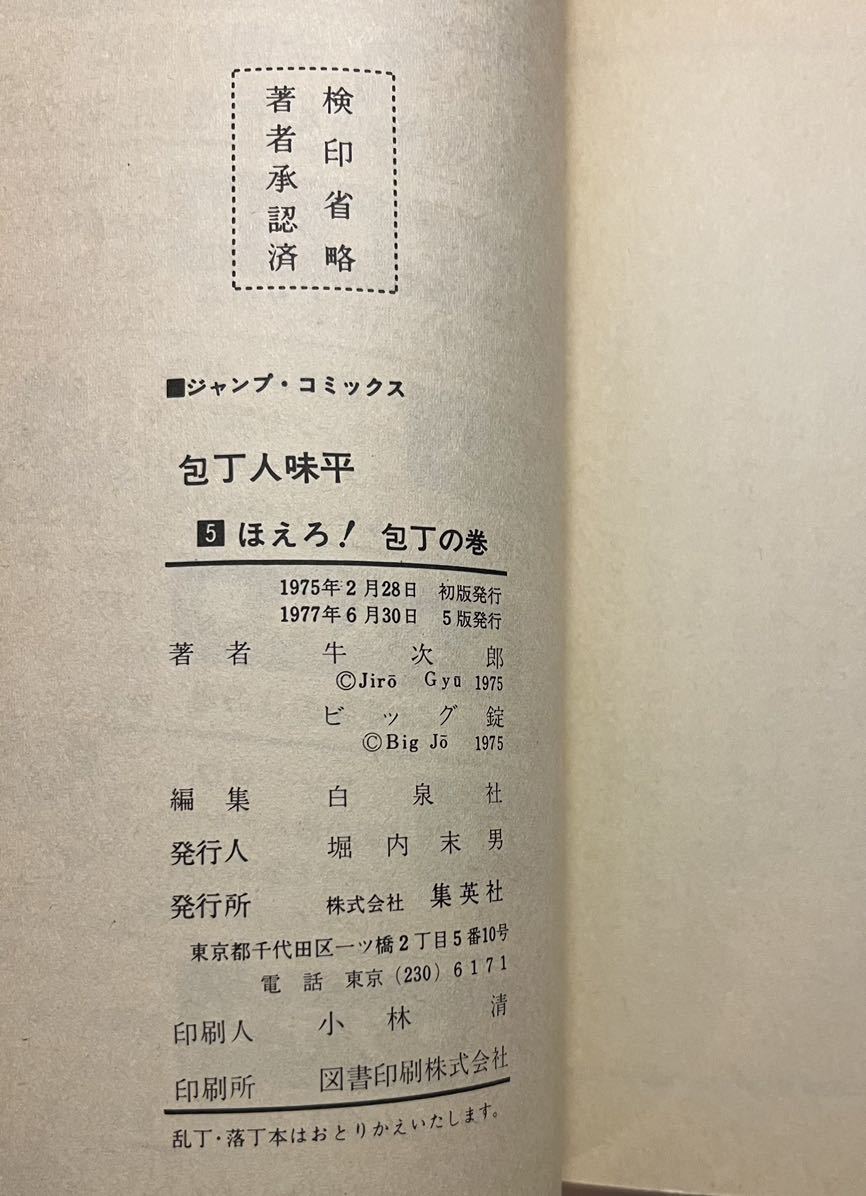 検印省略
著者承認済
■ジャンプ・コミックス
包丁人味平
5 ほえろ! 包丁の巻
1975年2月28日 初版発行
1977年6月30日 5版発行
著者 牛次郎
©Jirō Gyū 1975
ビッグ錠
©Big Jō 1975
編集 白泉社
発行人 堀内末男
発行所 株式会社 集英社
東京都千代田区一ツ橋2丁目5番10号
電話 東京(230)6171
印刷人 小林清
印刷所 図書印刷株式会社
乱丁・落丁本はおとりかえいたします。